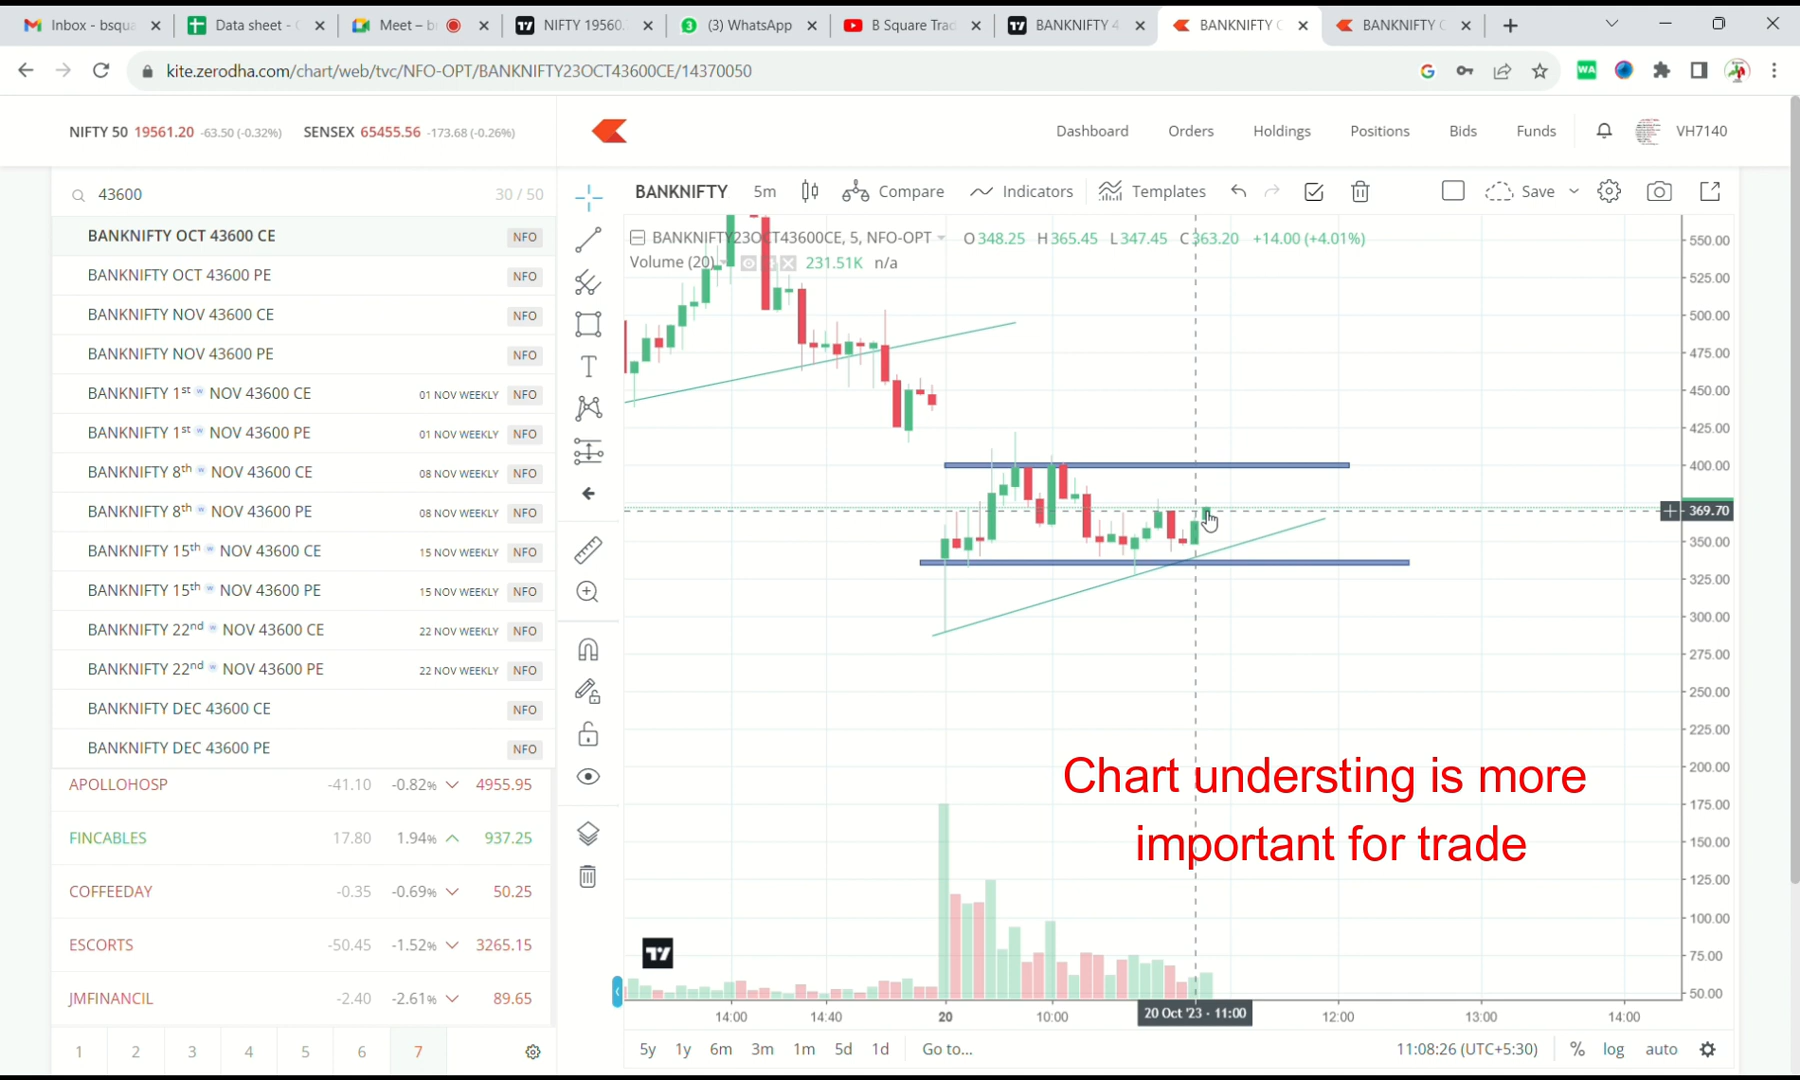 Inbox - bsqua
Data sheet - G
Meet – b
NIFTY 19560.
(3) WhatsApp
B Square Trad
BANKNIFTY 4
BANKNIFTY O
BANKNIFTY O
kite.zerodha.com/chart/web/tvc/NFO-OPT/BANKNIFTY23OCT43600CE/14370050
NIFTY 50 19561.20 -63.50 (-0.32%) SENSEX 65455.56 -173.68 (-0.26%)
Dashboard Orders Holdings Positions Bids Funds VH7140
43600 30 / 50
BANKNIFTY 5m Compare Indicators Templates Save
BANKNIFTY OCT 43600 CE NFO
BANKNIFTY OCT 43600 PE NFO
BANKNIFTY NOV 43600 CE NFO
BANKNIFTY NOV 43600 PE NFO
BANKNIFTY 1st w NOV 43600 CE 01 NOV WEEKLY NFO
BANKNIFTY 1st w NOV 43600 PE 01 NOV WEEKLY NFO
BANKNIFTY 8th w NOV 43600 CE 08 NOV WEEKLY NFO
BANKNIFTY 8th w NOV 43600 PE 08 NOV WEEKLY NFO
BANKNIFTY 15th w NOV 43600 CE 15 NOV WEEKLY NFO
BANKNIFTY 15th w NOV 43600 PE 15 NOV WEEKLY NFO
BANKNIFTY 22nd w NOV 43600 CE 22 NOV WEEKLY NFO
BANKNIFTY 22nd w NOV 43600 PE 22 NOV WEEKLY NFO
BANKNIFTY DEC 43600 CE NFO
BANKNIFTY DEC 43600 PE NFO
APOLLOHOSP -41.10 -0.82% 4955.95
FINCABLES 17.80 1.94% 937.25
COFFEEDAY -0.35 -0.69% 50.25
ESCORTS -50.45 -1.52% 3265.15
JMFINANCIL -2.40 -2.61% 89.65
1 2 3 4 5 6 7
BANKNIFTY23OCT43600CE, 5, NFO-OPT O348.25 H365.45 L347.45 C363.20 +14.00 (+4.01%)
Volume (20) 231.51K n/a
550.00
525.00
500.00
475.00
450.00
425.00
400.00
369.70
350.00
325.00
300.00
275.00
250.00
225.00
200.00
175.00
150.00
125.00
100.00
75.00
50.00
Chart understing is more
important for trade
14:00 14:40 20 10:00 20 Oct '23 - 11:00 12:00 13:00 14:00
5y 1y 6m 3m 1m 5d 1d Go to... 11:08:26 (UTC+5:30) % log auto